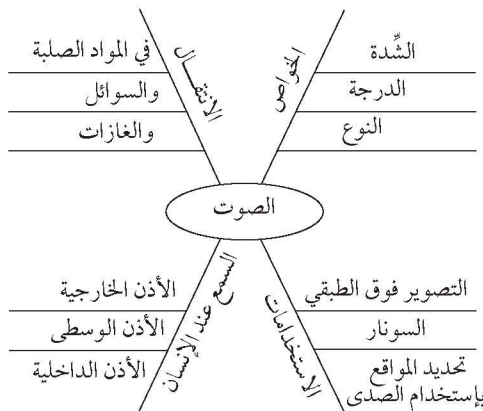 الخواص
الشِّدة
الدرجة
النوع
الانتقـال
في المواد الصلبة
والسوائل
والغازات
الصوت
الاستخدامات
التصوير فوق الطبقي
السونار
تحديد المواقع
بإستخدام الصدى
السمع عند الإنسان
الأذن الخارجية
الأذن الوسطى
الأذن الداخلية